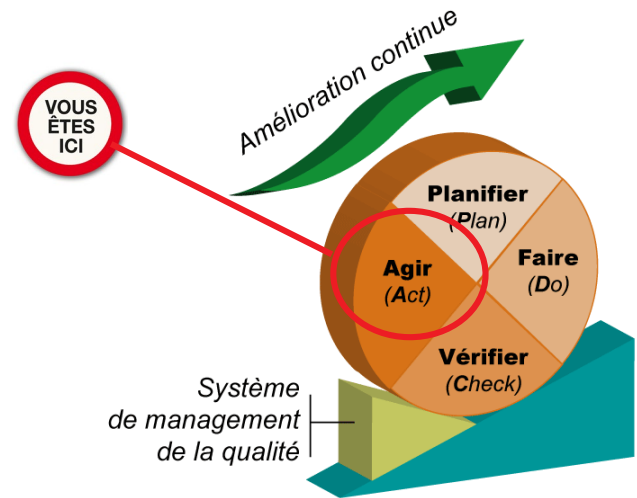 Amélioration continue
VOUS
ÊTES
ICI
Planifier
(Plan)
Agir
(Act)
Faire
(Do)
Vérifier
(Check)
Système
de management
de la qualité